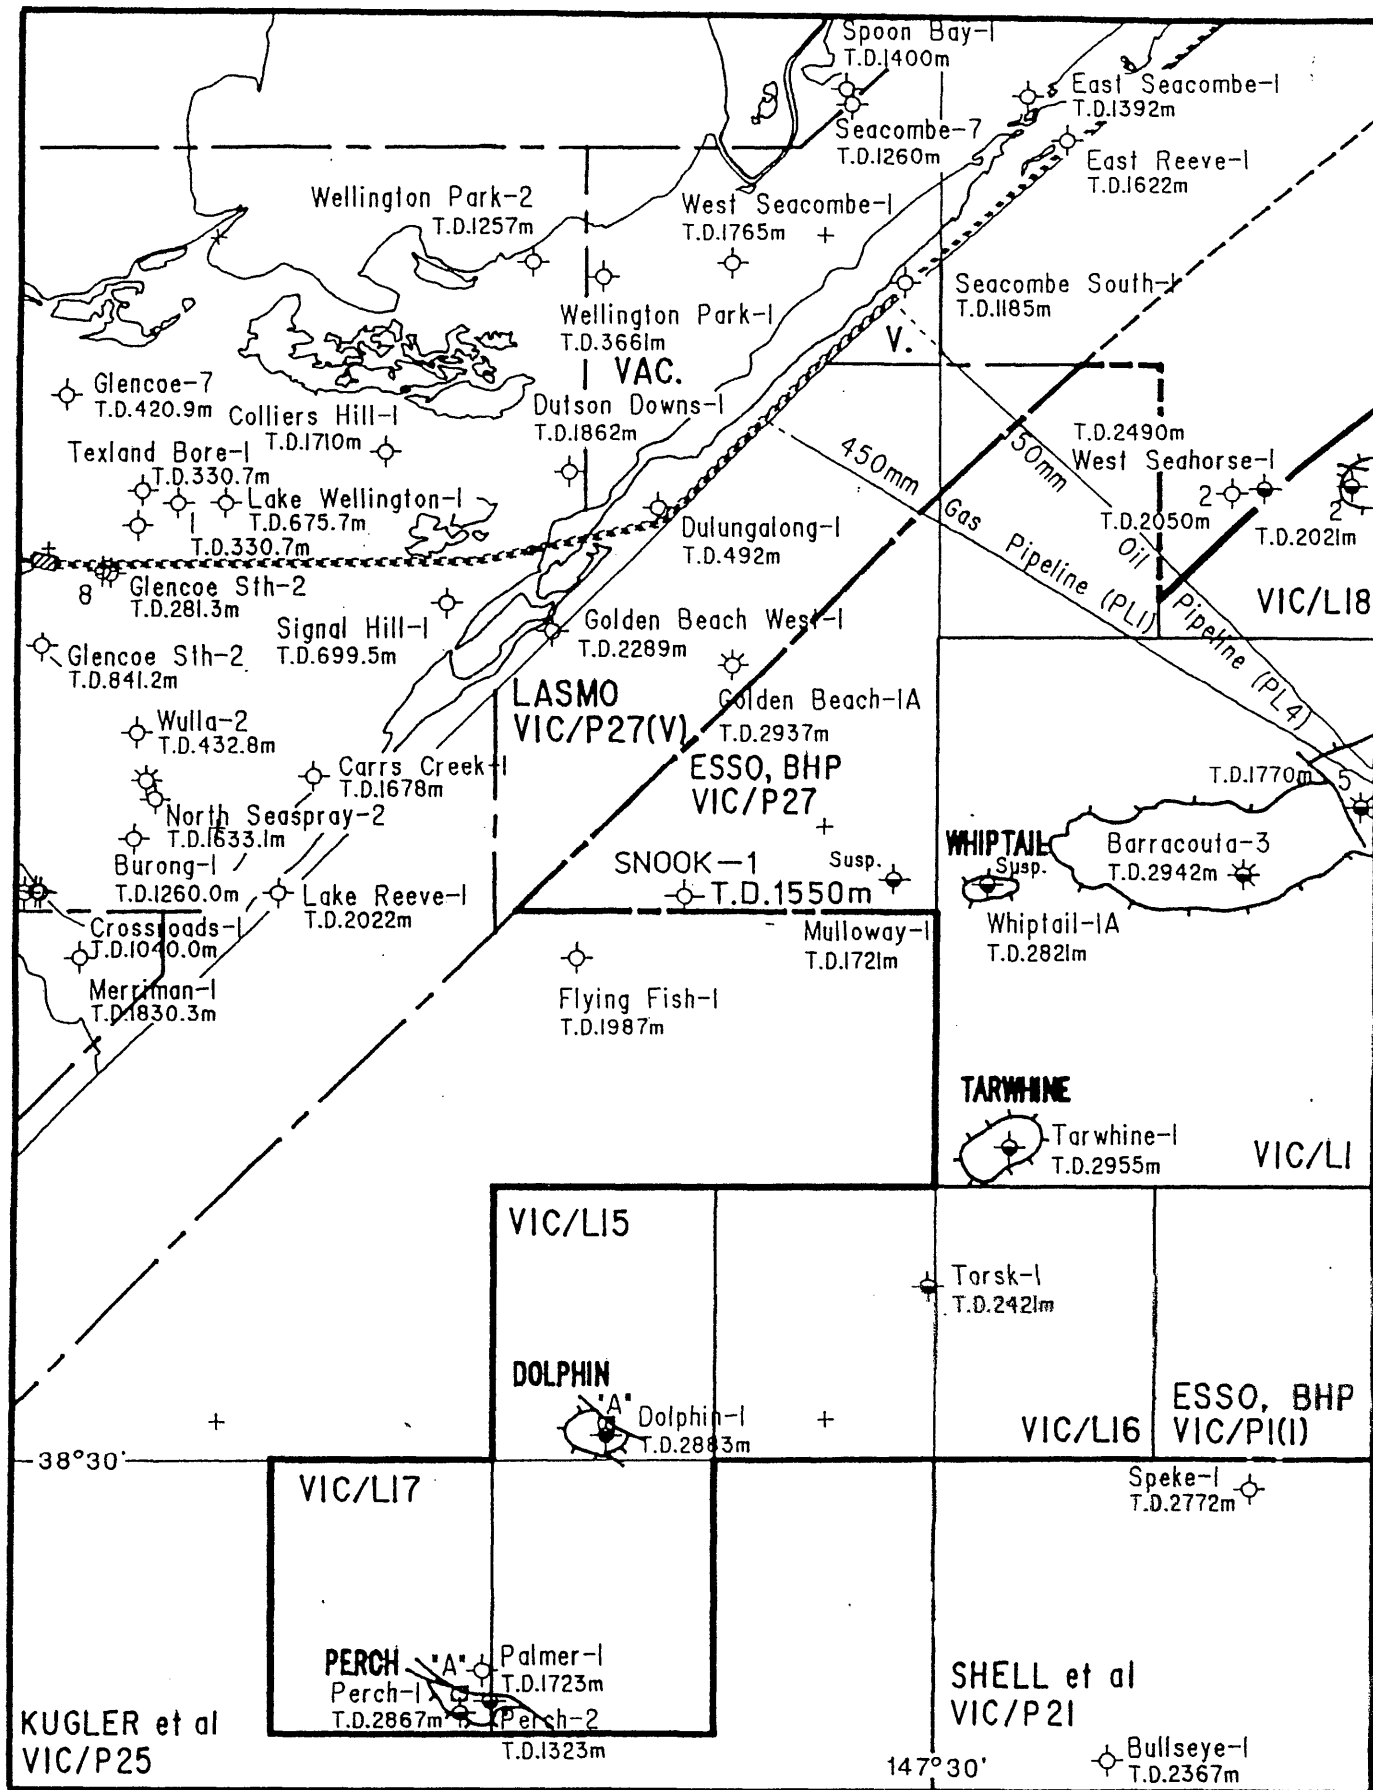 Spoon Bay-1
T.D.1400m
East Seacombe-1
T.D.1392m
Seacombe-7
T.D.1260m
East Reeve-1
T.D.1622m
Wellington Park-2
T.D.1257m
West Seacombe-1
T.D.1765m
Seacombe South-1
T.D.1185m
Wellington Park-1
T.D.3661m
V.
VAC.
Glencoe-7
T.D.420.9m
Colliers Hill-1
T.D.1710m
Dutson Downs-1
T.D.1862m
Texland Bore-1
T.D.330.7m
450mm Gas Pipeline (PL1)
150mm Oil Pipeline (PL4)
T.D.2490m
West Seahorse-1
2
2
T.D.2050m
T.D.2021m
Lake Wellington-1
T.D.675.7m
1
T.D.330.7m
Dulungalong-1
T.D.492m
8
Glencoe Sth-2
T.D.281.3m
VIC/L18
Signal Hill-1
T.D.699.5m
Golden Beach West-1
T.D.2289m
Glencoe Sth-2
T.D.841.2m
LASMO
VIC/P27(V)
Golden Beach-1A
T.D.2937m
Wulla-2
T.D.432.8m
Carrs Creek-1
T.D.1678m
ESSO, BHP
VIC/P27
T.D.1770m
5
North Seaspray-2
T.D.1633.1m
Burong-1
T.D.1260.0m
SNOOK-1
T.D.1550m
Susp.
WHIPTAIL
Susp.
Barracouta-3
T.D.2942m
Lake Reeve-1
T.D.2022m
Whiptail-1A
T.D.2821m
Crossroads-1
T.D.1040.0m
Mulloway-1
T.D.1721m
Merriman-1
T.D.1830.3m
Flying Fish-1
T.D.1987m
TARWHINE
Tarwhine-1
T.D.2955m
VIC/L1
VIC/L15
Torsk-1
T.D.2421m
DOLPHIN
"A"
Dolphin-1
T.D.2883m
VIC/L16
ESSO, BHP
VIC/P1(1)
38°30'
VIC/L17
Speke-1
T.D.2772m
PERCH
"A"
Palmer-1
T.D.1723m
Perch-1
T.D.2867m
Perch-2
T.D.1323m
SHELL et al
VIC/P21
KUGLER et al
VIC/P25
147°30'
Bullseye-1
T.D.2367m